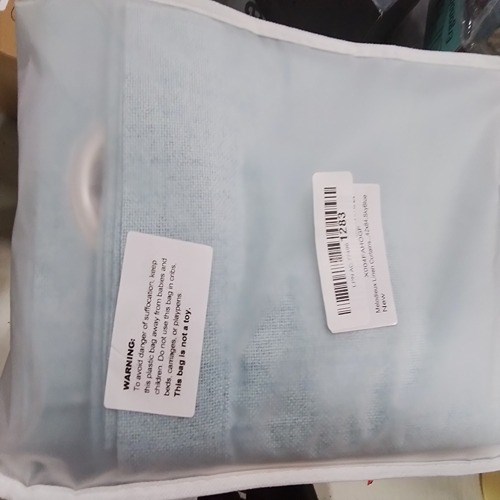 WARNING:
To avoid danger of suffocation, keep
this plastic bag away from babies and
children. Do not use this bag in cribs,
beds, carriages, or playpens.
This bag is not a toy.
1283
New